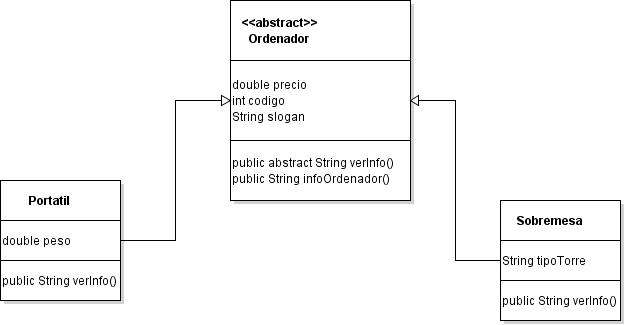 <<abstract>>
Ordenador
double precio
int codigo
String slogan
public abstract String verInfo()
public String infoOrdenador()
Portatil
double peso
public String verInfo()
Sobremesa
String tipoTorre
public String verInfo()